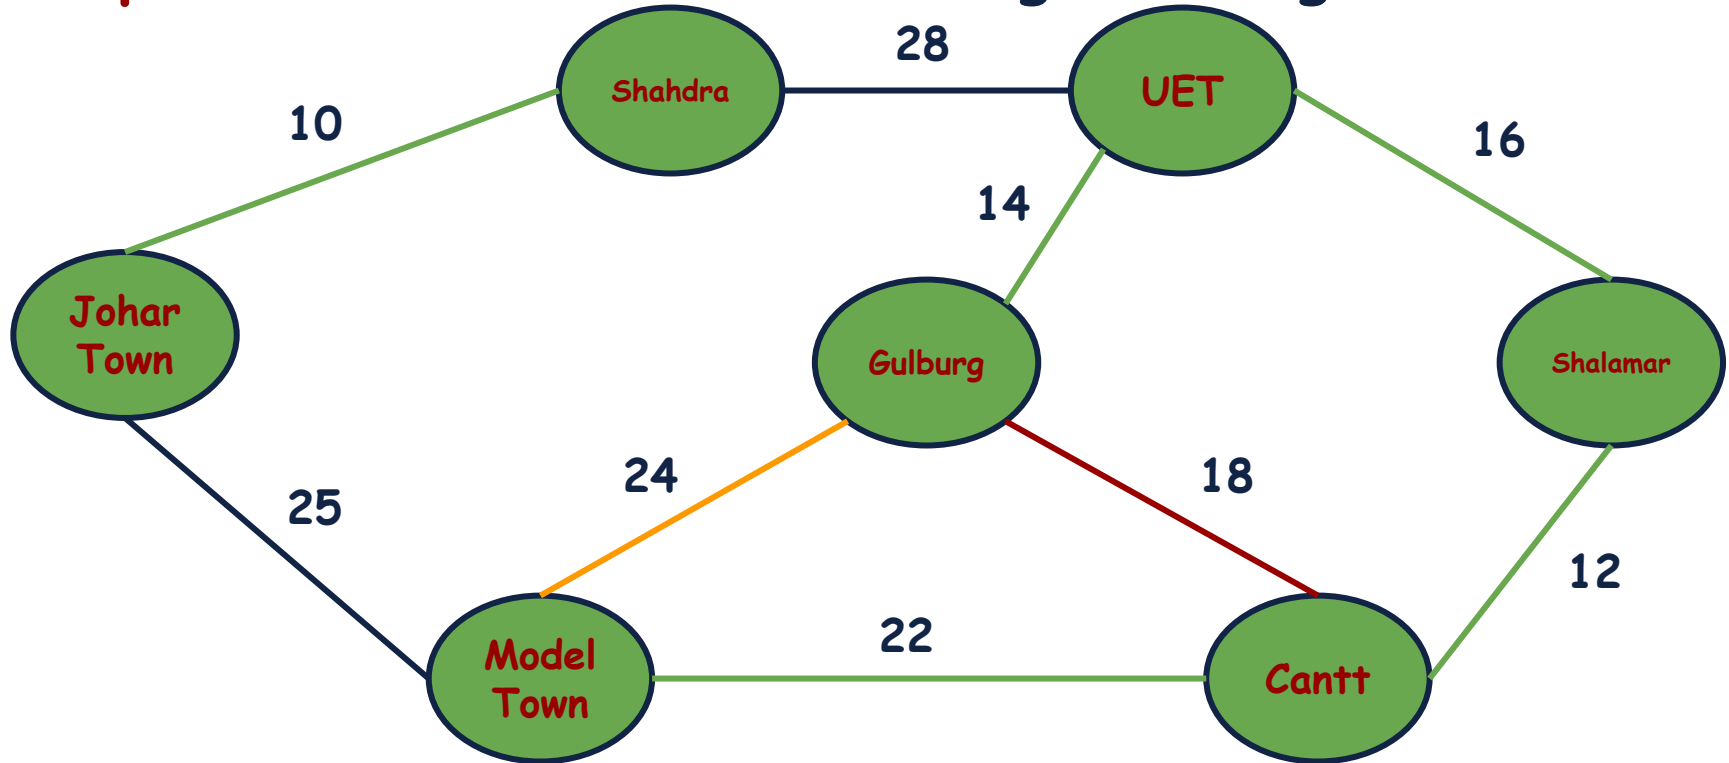 28
Shahdra
UET
10
16
14
Johar
Town
Gulburg
Shalamar
24
18
25
12
22
Model
Town
Cantt